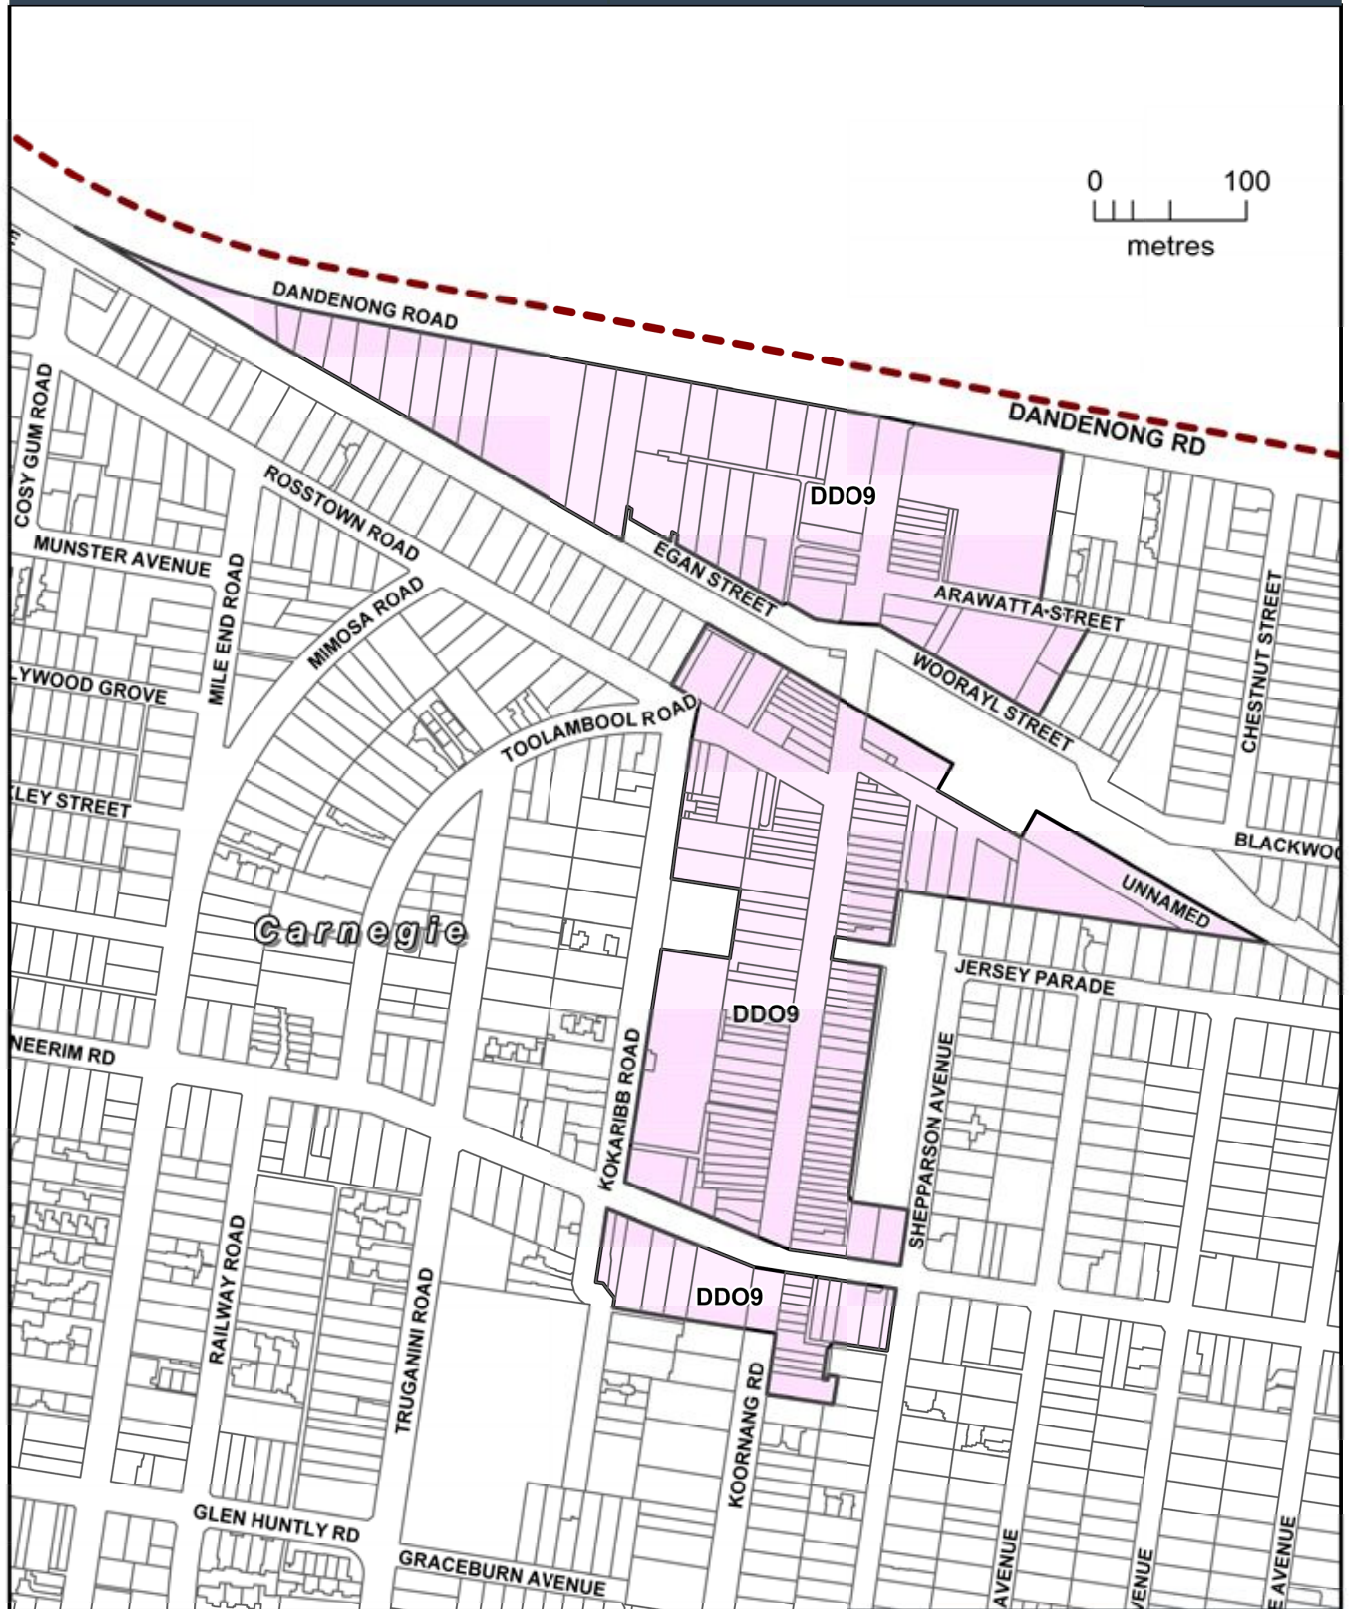 0 100
metres
DANDENONG ROAD
DANDENONG RD
COSY GUM ROAD
ROSSTOWN ROAD
DDO9
MUNSTER AVENUE
EGAN STREET
ARAWATTA STREET
MILE END ROAD
MIMOSA ROAD
CHESTNUT STREET
LYWOOD GROVE
WOORAYL STREET
TOOLAMBOOL ROAD
KLEY STREET
BLACKWOO
UNNAMED
Carnegie
JERSEY PARADE
DDO9
NEERIM RD
KOKARIBB ROAD
SHEPPARSON AVENUE
RAILWAY ROAD
TRUGANINI ROAD
DDO9
KOORNANG RD
GLEN HUNTLY RD
GRACEBURN AVENUE
AVENUE
VENUE
E AVENUE